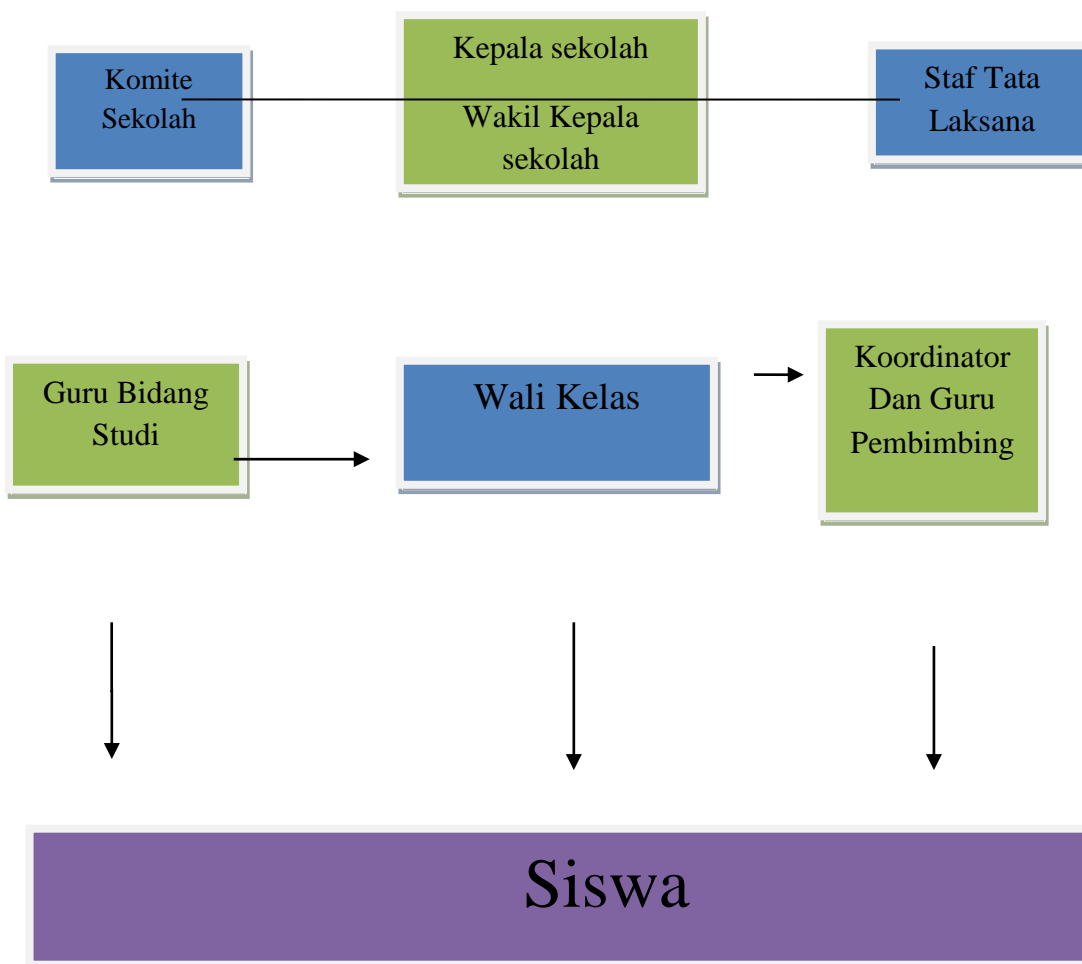 Komite
Sekolah
Kepala sekolah
Wakil Kepala
sekolah
Staf Tata
Laksana
Guru Bidang
Studi
Wali Kelas
Koordinator
Dan Guru
Pembimbing
Siswa